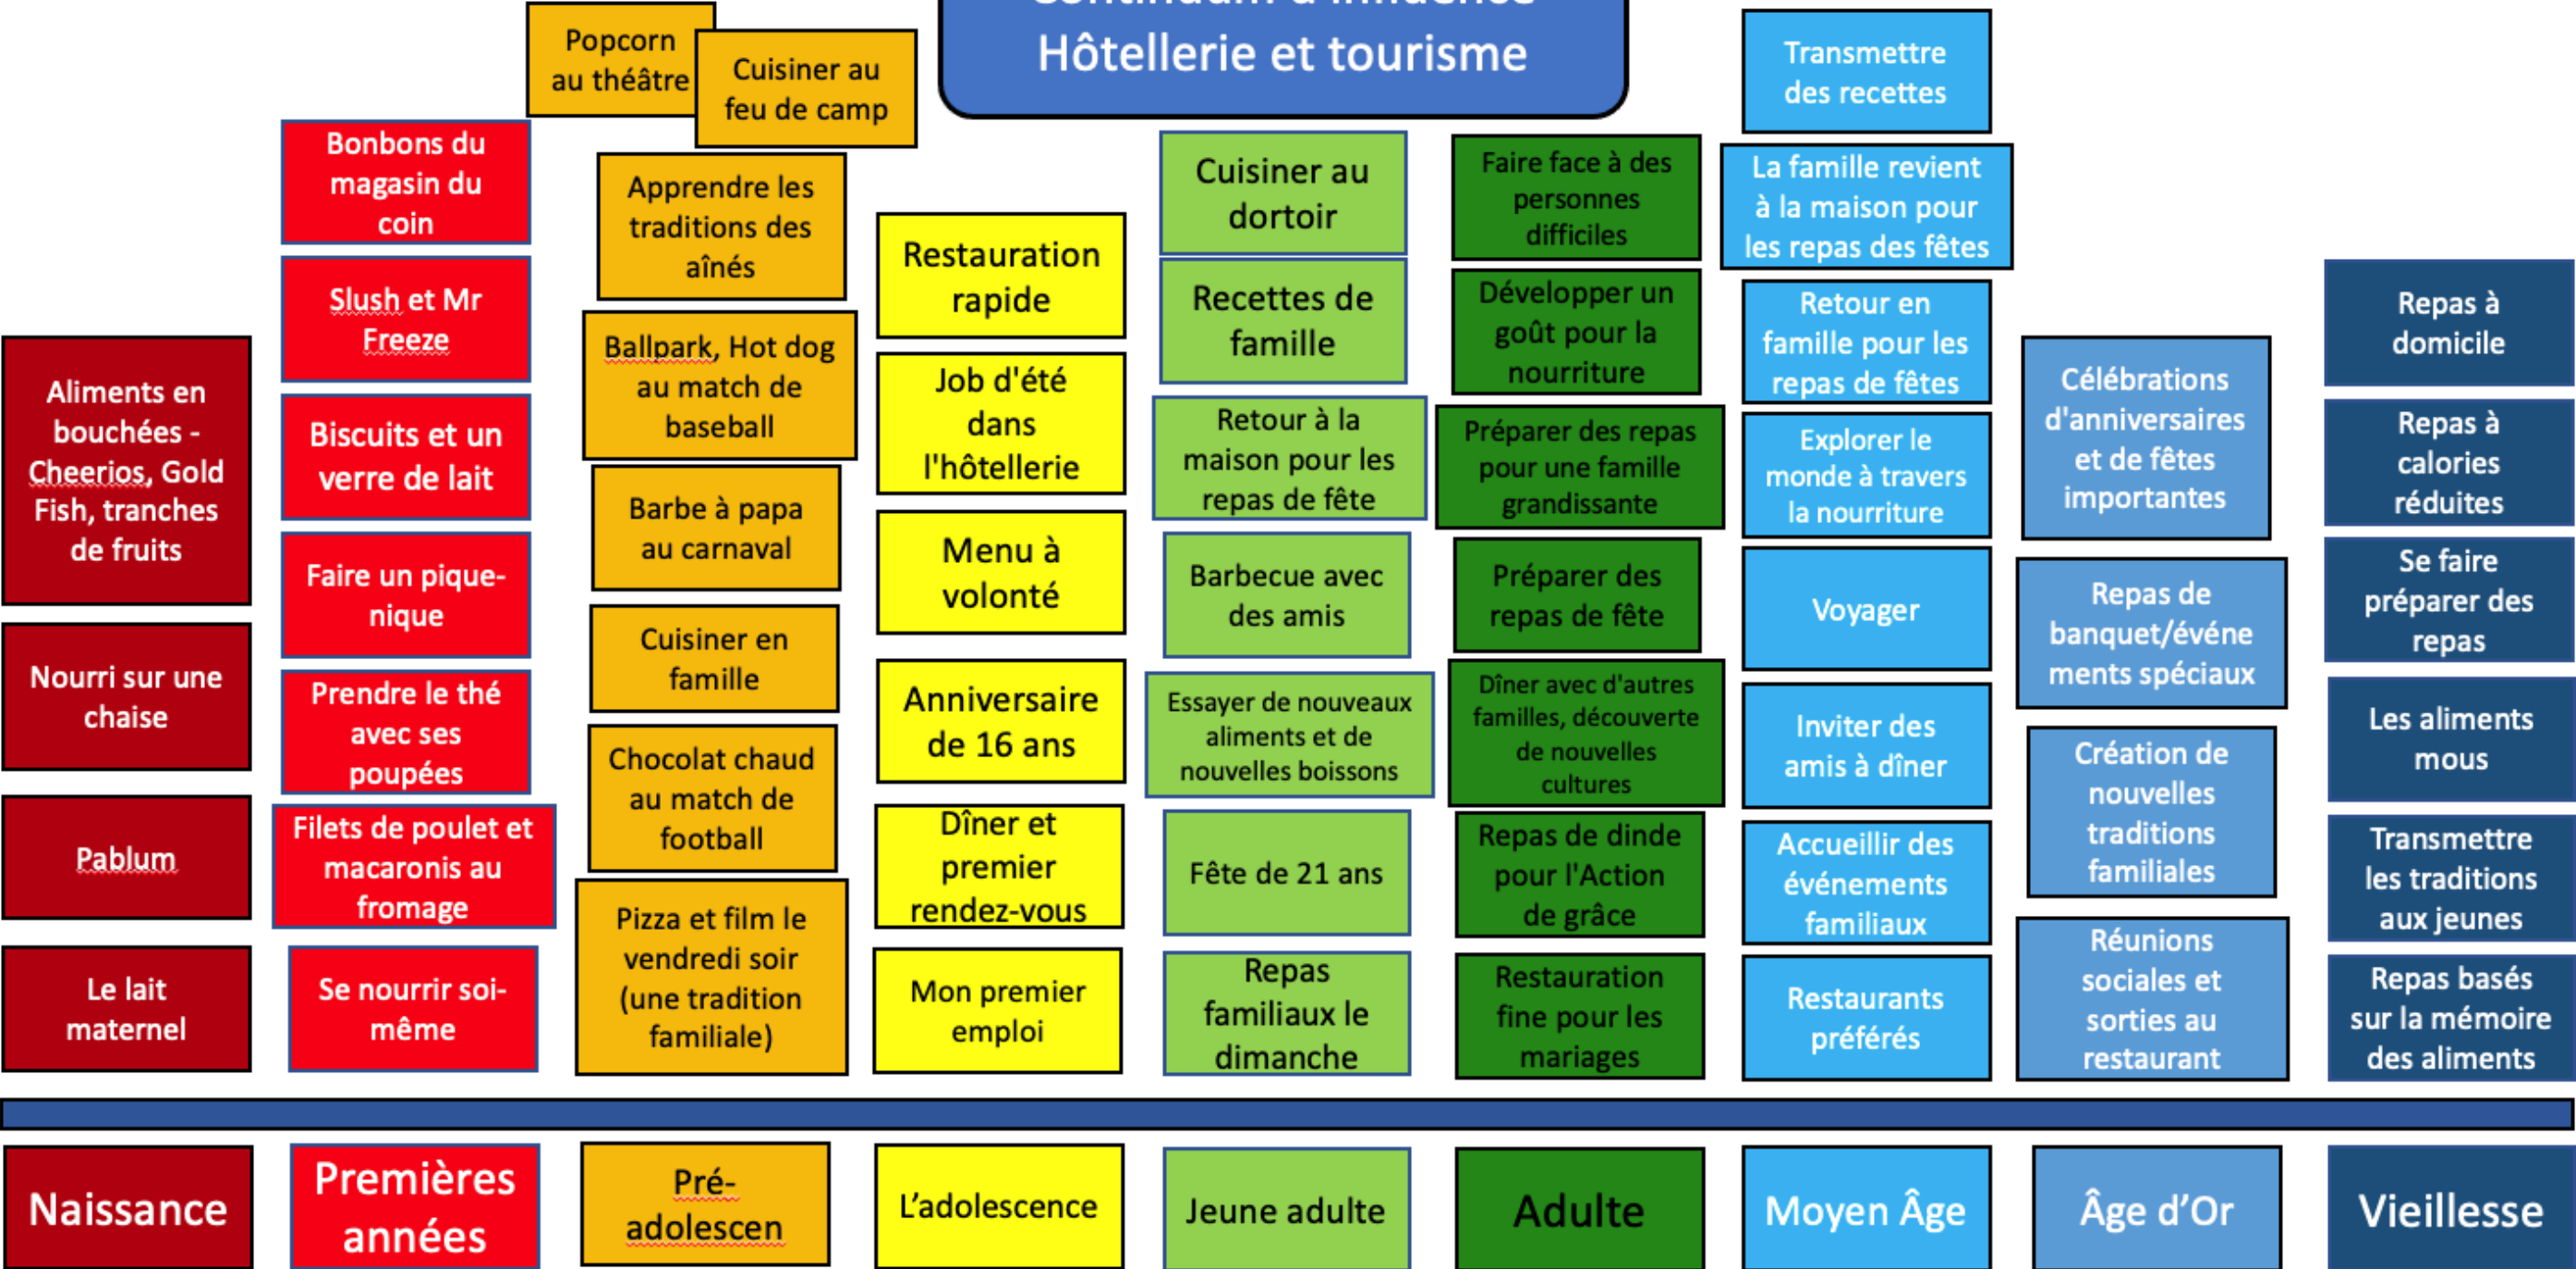 Continuum d'influence
Hôtellerie et tourisme
Aliments en
bouchées -
Cheerios, Gold
Fish, tranches
de fruits
Nourri sur une
chaise
Pablum
Le lait
maternel
Naissance
Bonbons du
magasin du
coin
Slush et Mr
Freeze
Biscuits et un
verre de lait
Faire un pique-
nique
Prendre le thé
avec ses
poupées
Filets de poulet et
macaronis au
fromage
Se nourrir soi-
même
Premières
années
Popcorn
au théâtre
Cuisiner au
feu de camp
Apprendre les
traditions des
aînés
Ballpark, Hot dog
au match de
baseball
Barbe à papa
au carnaval
Cuisiner en
famille
Chocolat chaud
au match de
football
Pizza et film le
vendredi soir
(une tradition
familiale)
Pré-
adolescen
Restauration
rapide
Job d'été
dans
l'hôtellerie
Menu à
volonté
Anniversaire
de 16 ans
Dîner et
premier
rendez-vous
Mon premier
emploi
L’adolescence
Cuisiner au
dortoir
Recettes de
famille
Retour à la
maison pour les
repas de fête
Barbecue avec
des amis
Essayer de nouveaux
aliments et de
nouvelles boissons
Fête de 21 ans
Repas
familiaux le
dimanche
Jeune adulte
Faire face à des
personnes
difficiles
Développer un
goût pour la
nourriture
Préparer des repas
pour une famille
grandissante
Préparer des
repas de fête
Dîner avec d'autres
familles, découverte
de nouvelles
cultures
Repas de dinde
pour l'Action
de grâce
Restauration
fine pour les
mariages
Adulte
Transmettre
des recettes
La famille revient
à la maison pour
les repas des fêtes
Retour en
famille pour les
repas de fêtes
Explorer le
monde à travers
la nourriture
Voyager
Inviter des
amis à dîner
Accueillir des
événements
familiaux
Restaurants
préférés
Moyen Âge
Célébrations
d'anniversaires
et de fêtes
importantes
Repas de
banquet/événe
ments spéciaux
Création de
nouvelles
traditions
familiales
Réunions
sociales et
sorties au
restaurant
Âge d’Or
Repas à
domicile
Repas à
calories
réduites
Se faire
préparer des
repas
Les aliments
mous
Transmettre
les traditions
aux jeunes
Repas basés
sur la mémoire
des aliments
Vieillesse